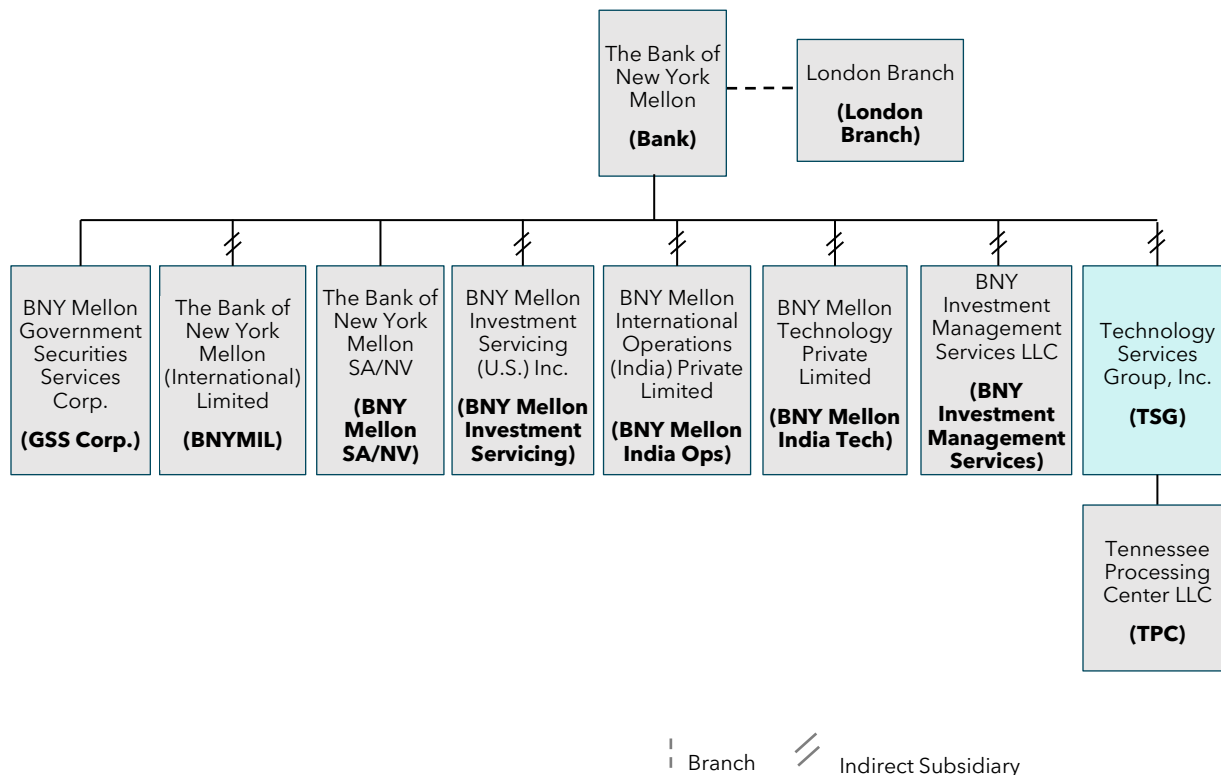 The Bank of
New York
Mellon
(Bank)
London Branch
(London
Branch)
BNY Mellon
Government
Securities
Services
Corp.
(GSS Corp.)
The Bank of
New York
Mellon
(International)
Limited
(BNYMIL)
The Bank of
New York
Mellon
SA/NV
(BNY
Mellon
SA/NV)
BNY Mellon
Investment
Servicing
(U.S.) Inc.
(BNY Mellon
Investment
Servicing)
BNY Mellon
International
Operations
(India) Private
Limited
(BNY Mellon
India Ops)
BNY Mellon
Technology
Private
Limited
(BNY Mellon
India Tech)
BNY
Investment
Management
Services LLC
(BNY
Investment
Management
Services)
Technology
Services
Group, Inc.
(TSG)
Tennessee
Processing
Center LLC
(TPC)
Branch
Indirect Subsidiary